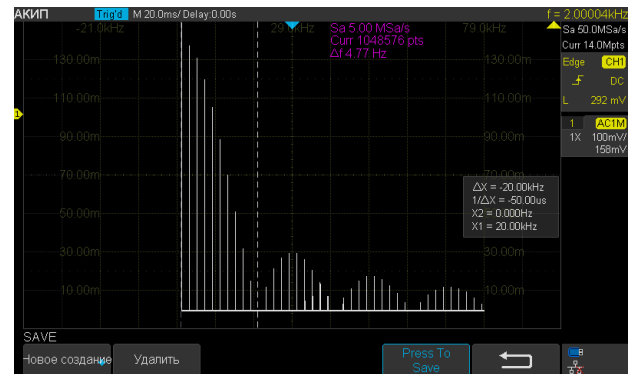 АКИП Trig'd M 20.0ms/ Delay:0.00s f = 2.00004kHz
-21.0kHz 29.0kHz 79.0kHz
Sa 5.00 MSa/s
Curr 1048576 pts
Δf 4.77 Hz
Sa 50.0MSa/s
Curr 14.0Mpts
Edge CH1
DC
L 292 mV
1 AC1M
1X 100mV/
158mV
130.00m 130.00m
110.00m 110.00m
1
90.00m 90.00m
70.00m 70.00m
50.00m 50.00m
30.00m 30.00m
10.00m 10.00m
ΔX = -20.00kHz
1/ΔX = -50.00us
X2 = 0.000Hz
X1 = 20.00kHz
SAVE
Новое создание Удалить Press To
Save